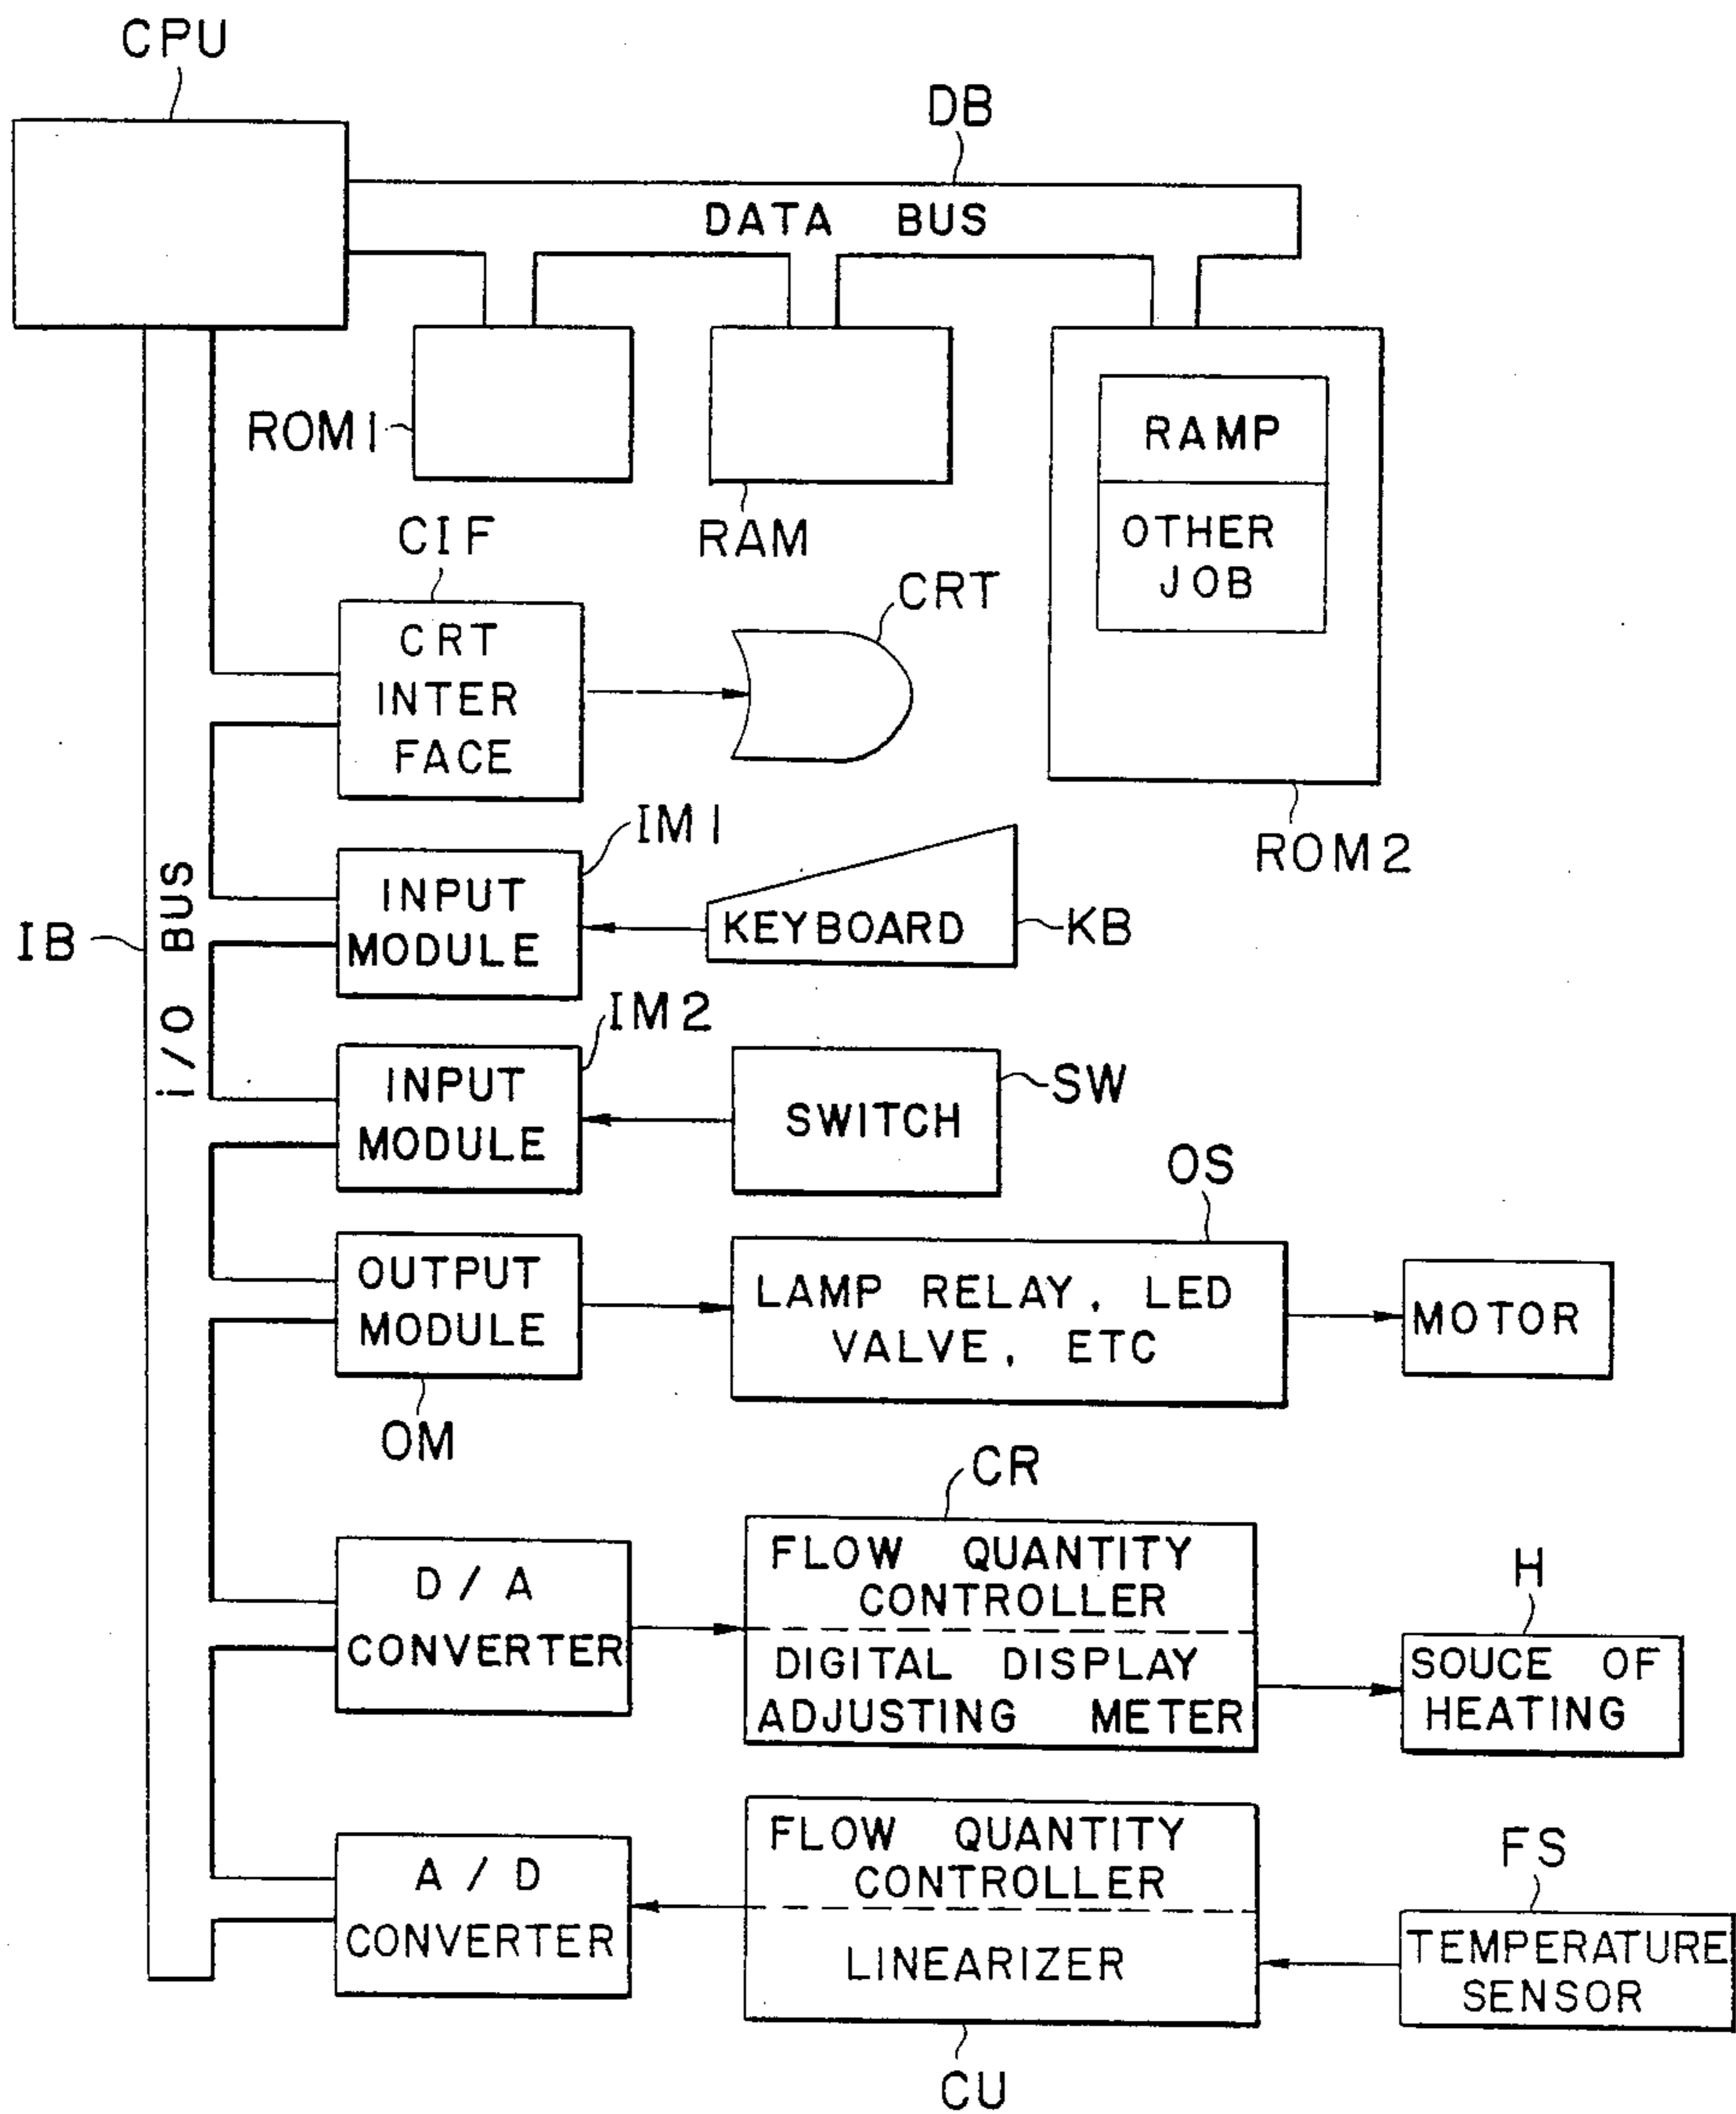 CPU
DB
DATA BUS
ROM1
RAM
RAMP
OTHER
JOB
ROM2
CIF
CRT
INTER
FACE
CRT
IM1
INPUT
MODULE
KEYBOARD
KB
IB
i/O BUS
IM2
INPUT
MODULE
SWITCH
SW
OS
OUTPUT
MODULE
OM
LAMP RELAY, LED
VALVE, ETC
MOTOR
CR
D/A
CONVERTER
FLOW QUANTITY
CONTROLLER
DIGITAL DISPLAY
ADJUSTING METER
H
SOUCE OF
HEATING
A/D
CONVERTER
FLOW QUANTITY
CONTROLLER
LINEARIZER
CU
FS
TEMPERATURE
SENSOR